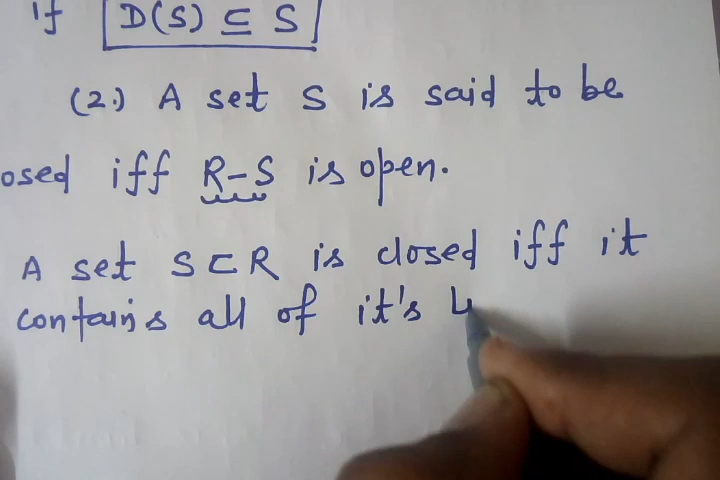 if D(S) ⊆ S
(2.) A set S is said to be
osed iff R-S is open.
A set S⊂R is closed iff it
contains all of it's